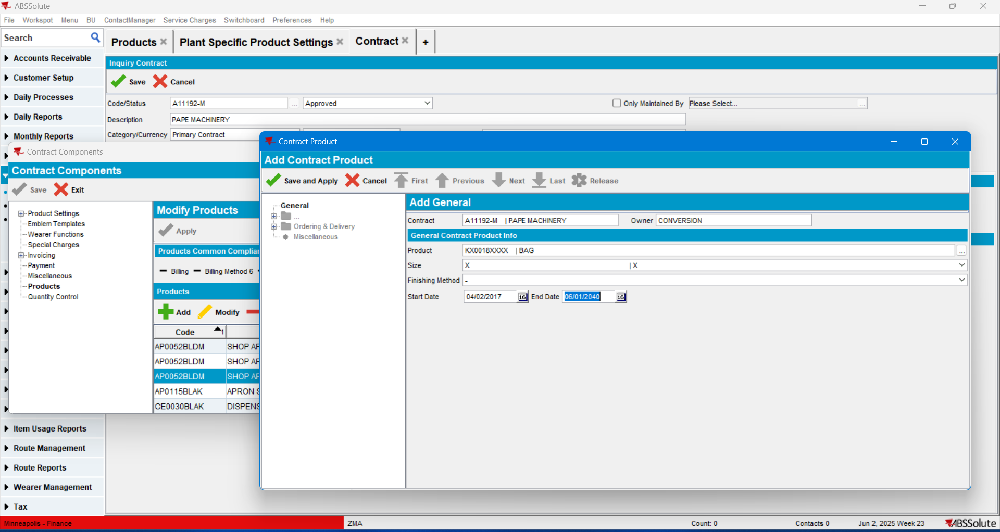 ABSSolute
File Workspot Menu BU ContactManager Service Charges Switchboard Preferences Help
Search
Products Plant Specific Product Settings Contract +
Accounts Receivable
Customer Setup
Daily Processes
Daily Reports
Monthly Reports
Inquiry Contract
Save Cancel
Code/Status A11192-M ... Approved Only Maintained By Please Select... ...
Description PAPE MACHINERY
Category/Currency Primary Contract
Contract Components
Contract Components
Save Exit
Product Settings
Emblem Templates
Wearer Functions
Special Charges
Invoicing
Payment
Miscellaneous
Products
Quantity Control
Modify Products
Apply
Products Common Complian
Billing Billing Method 6
Products
Add Modify
Code 1
AP0052BLDM SHOP AP
AP0052BLDM SHOP AP
AP0052BLDM SHOP AP
AP0115BLAK APRON S
CE0030BLAK DISPENS
Contract Product
Add Contract Product
Save and Apply Cancel First Previous Next Last Release
General
...
Ordering & Delivery
Miscellaneous
Add General
Contract A11192-M | PAPE MACHINERY Owner CONVERSION
General Contract Product Info
Product KX0018XXXX | BAG ...
Size X | X
Finishing Method -
Start Date 04/02/2017 16 End Date 06/01/2040 16
Item Usage Reports
Route Management
Route Reports
Wearer Management
Tax
Minneapolis - Finance ZMA Count: 0 Contacts 0 Jun 2, 2025 Week 23 ABSSolute